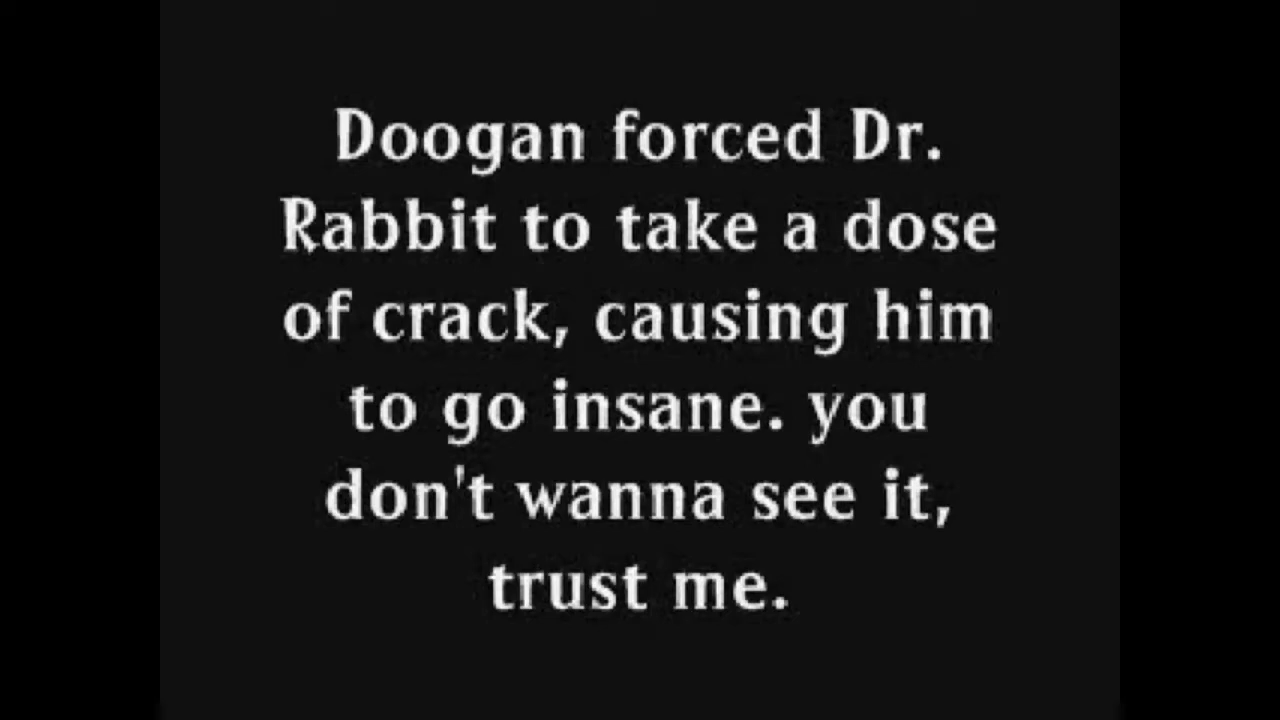 Doogan forced Dr.
Rabbit to take a dose
of crack, causing him
to go insane. you
don't wanna see it,
trust me.